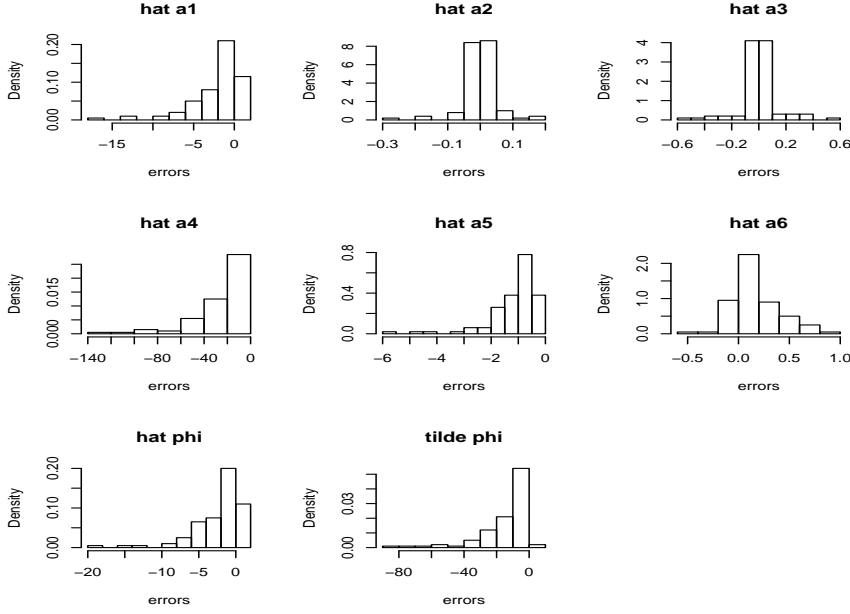 hat a1
Density
0.00 0.10 0.20
−15 −5 0
errors
hat a2
Density
0 2 4 6 8
−0.3 −0.1 0.1
errors
hat a3
Density
0 1 2 3 4
−0.6 −0.2 0.2 0.6
errors
hat a4
Density
0.000 0.015
−140 −80 −40 0
errors
hat a5
Density
0.0 0.4 0.8
−6 −4 −2 0
errors
hat a6
Density
0.0 1.0 2.0
−0.5 0.0 0.5 1.0
errors
hat phi
Density
0.00 0.10 0.20
−20 −10 −5 0
errors
tilde phi
Density
0.00 0.03
−80 −40 0
errors